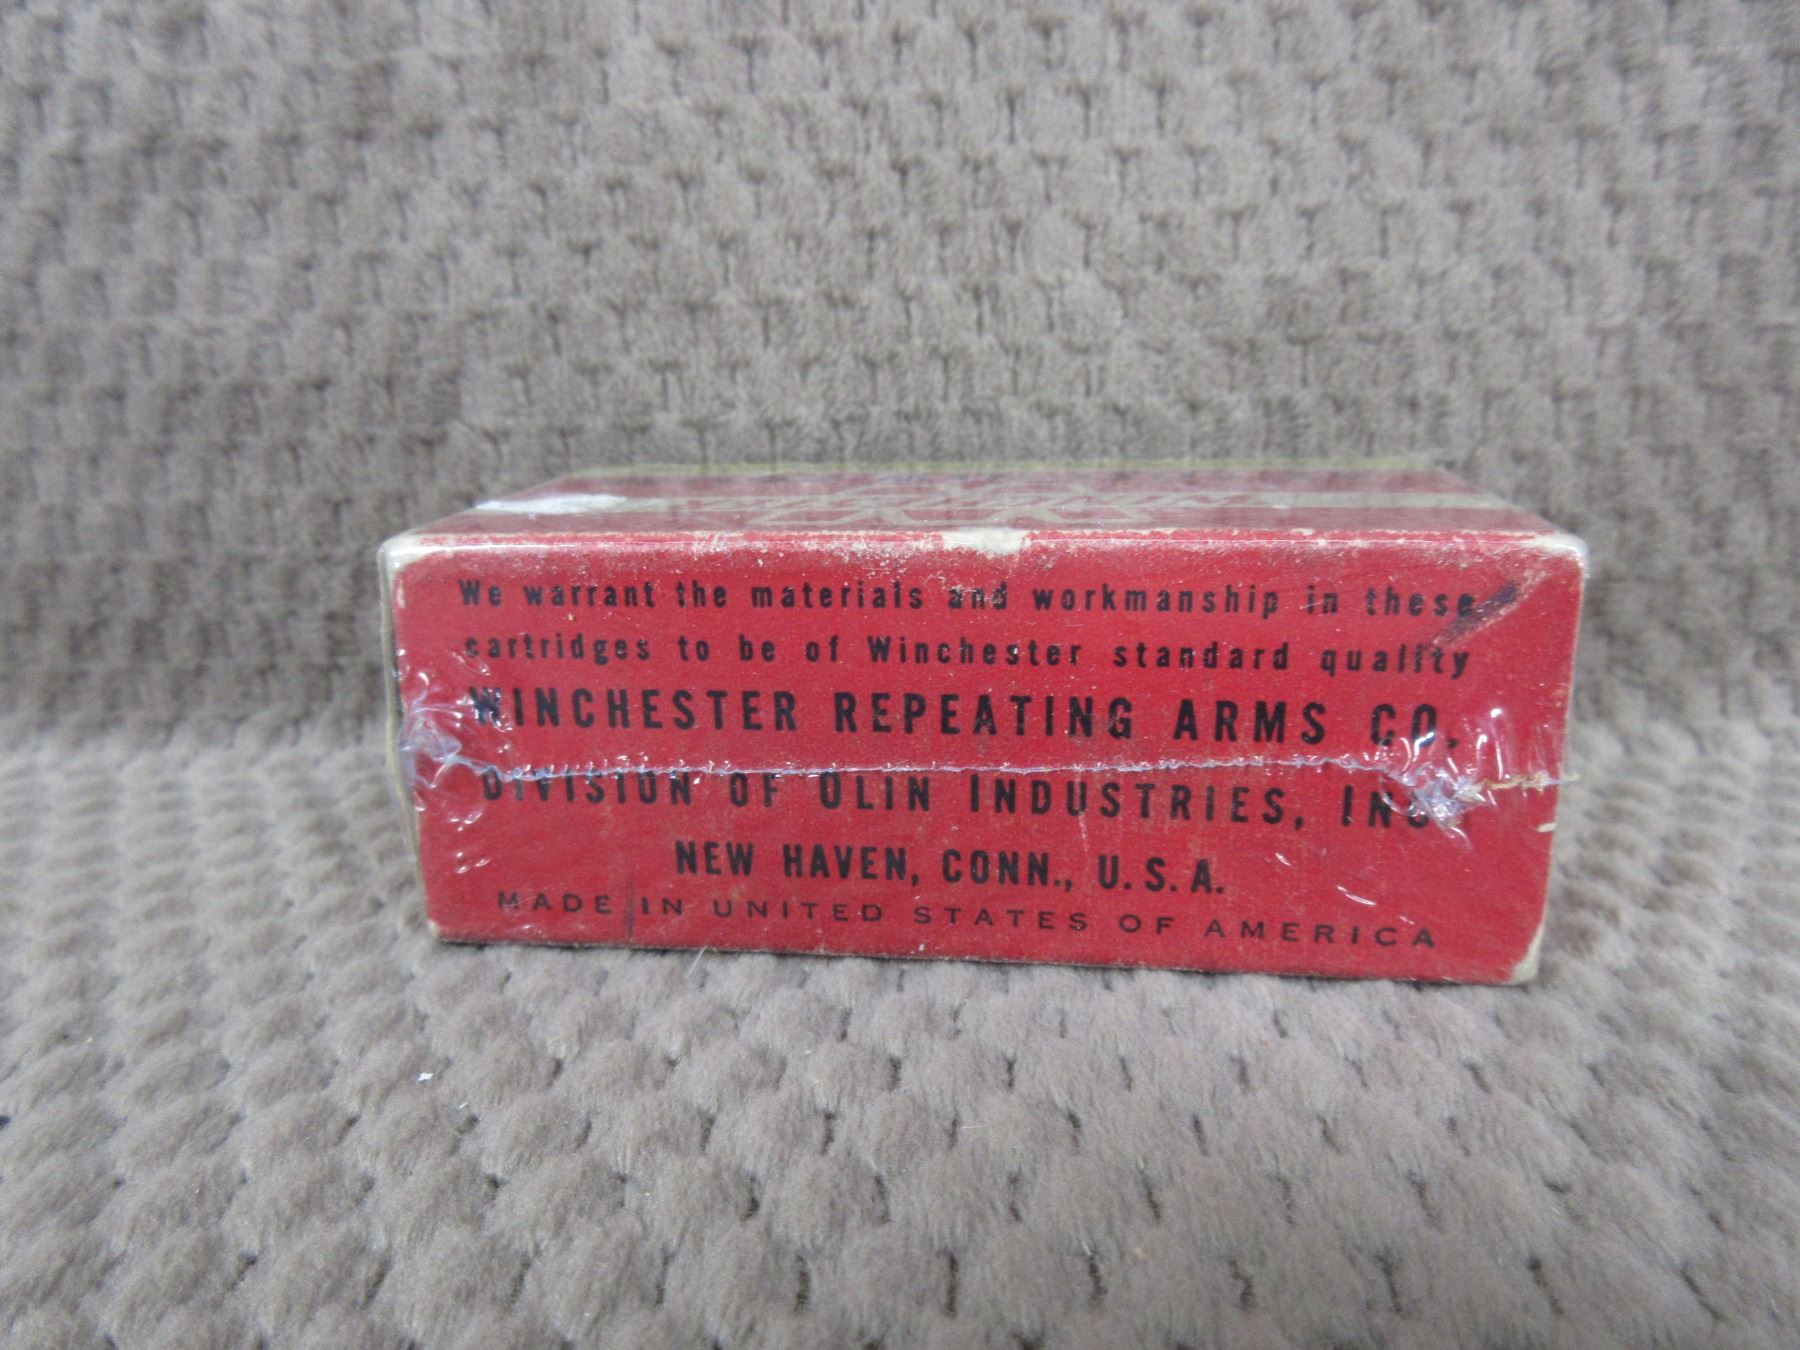 We warrant the materials and workmanship in these
cartridges to be of Winchester standard quality
WINCHESTER REPEATING ARMS CO.
DIVISION OF OLIN INDUSTRIES, INC.
NEW HAVEN, CONN., U. S. A.
MADE IN UNITED STATES OF AMERICA